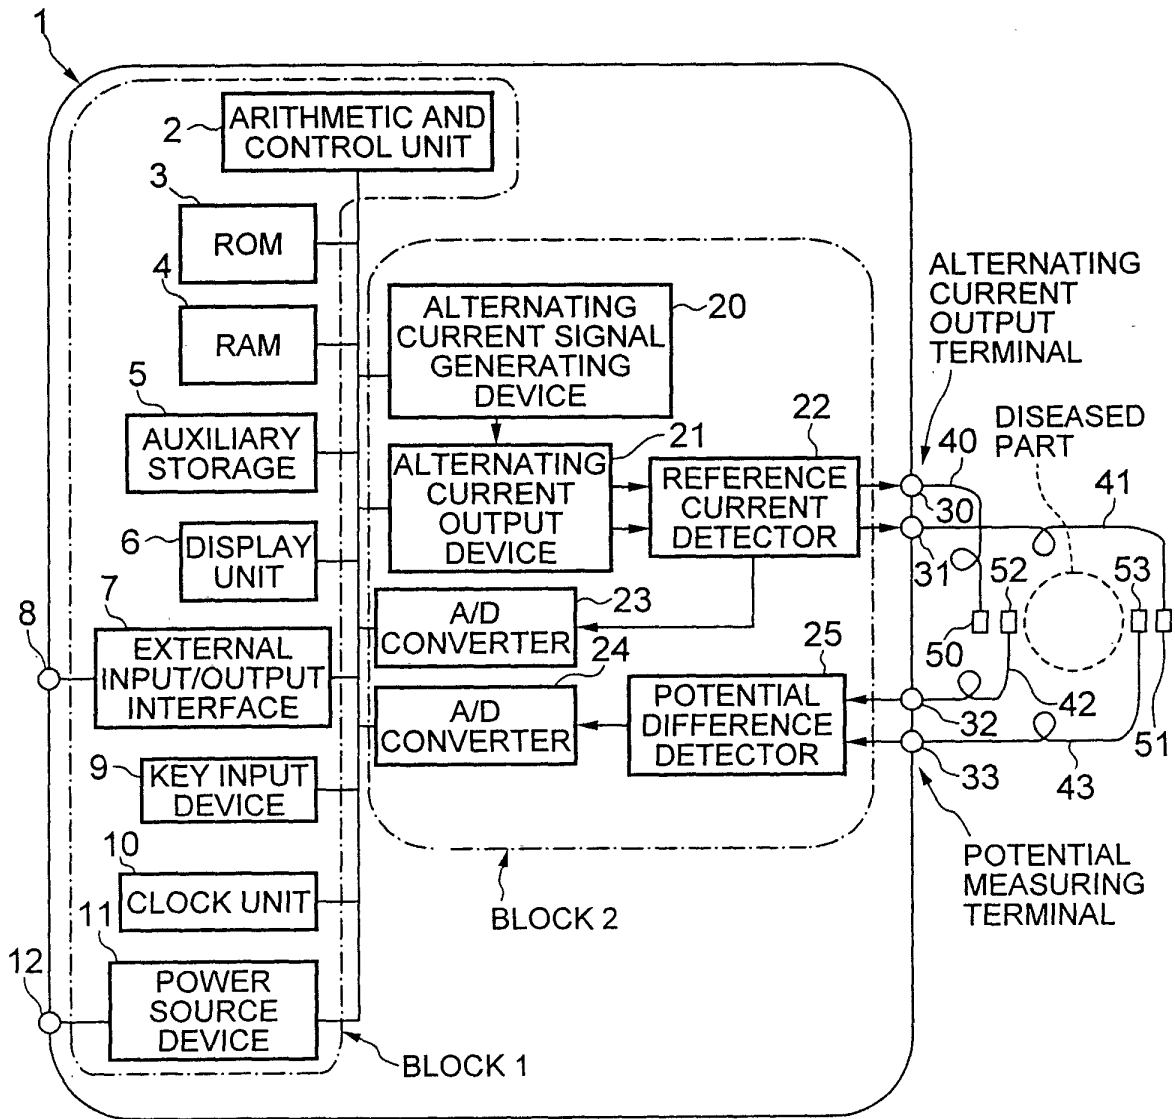 1
2
ARITHMETIC AND
CONTROL UNIT
3
ROM
4
RAM
5
AUXILIARY
STORAGE
6
DISPLAY
UNIT
7
8
EXTERNAL
INPUT/OUTPUT
INTERFACE
9
KEY INPUT
DEVICE
10
CLOCK UNIT
11
12
POWER
SOURCE
DEVICE
BLOCK 1
ALTERNATING
CURRENT SIGNAL
GENERATING
DEVICE
20
ALTERNATING
CURRENT
OUTPUT
DEVICE
21
REFERENCE
CURRENT
DETECTOR
22
A/D
CONVERTER
23
A/D
CONVERTER
24
POTENTIAL
DIFFERENCE
DETECTOR
25
BLOCK 2
ALTERNATING
CURRENT
OUTPUT
TERMINAL
DISEASED
PART
40
41
30
31
52
53
50
42
32
51
33
43
POTENTIAL
MEASURING
TERMINAL